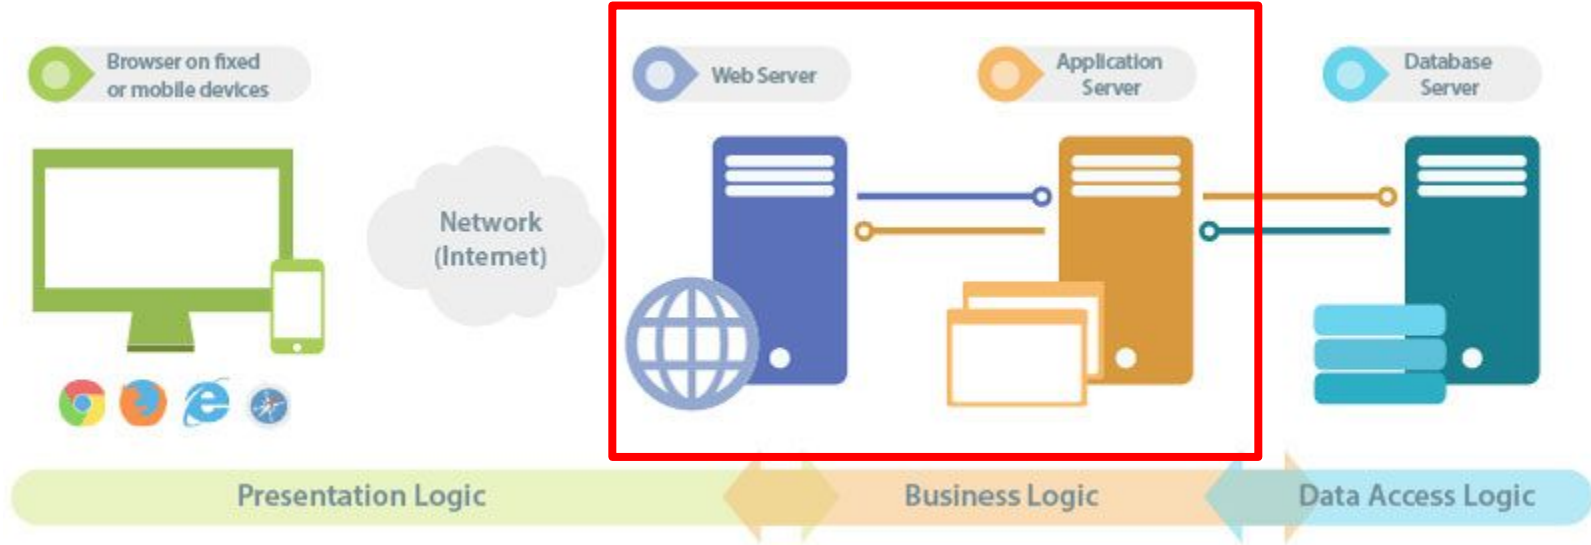 Browser on fixed
or mobile devices
Web Server
Application
Server
Database
Server
Network
(Internet)
Presentation Logic
Business Logic
Data Access Logic